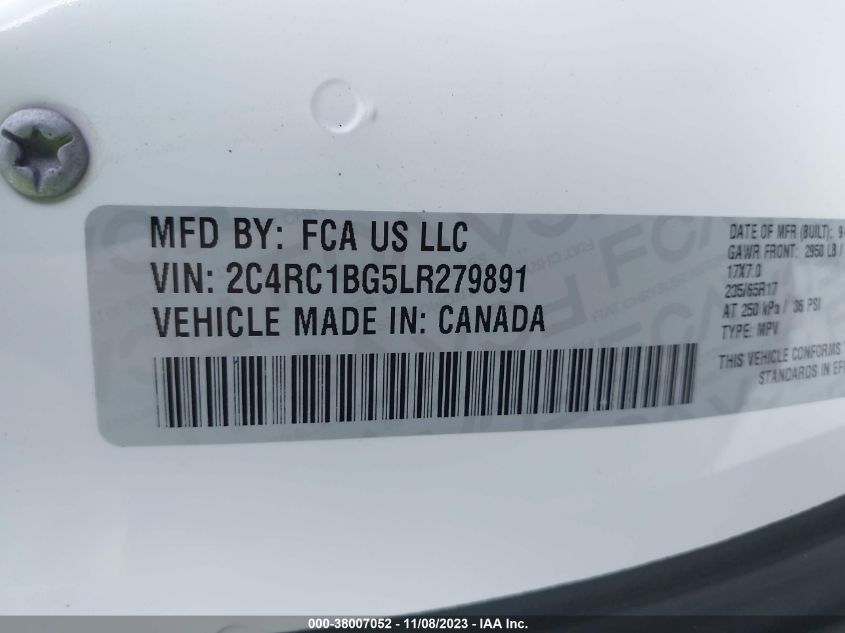 MFD BY: FCA US LLC
VIN: 2C4RC1BG5LR279891
VEHICLE MADE IN: CANADA
DATE OF MFR (BUILT): 9-
GAWR FRONT: 2950 LB /
17X7.0
235/65R17
AT 250 kPa / 36 PSI
TYPE: MPV
THIS VEHICLE CONFORMS
STANDARDS IN EF
000-38007052 - 11/08/2023 - IAA Inc.